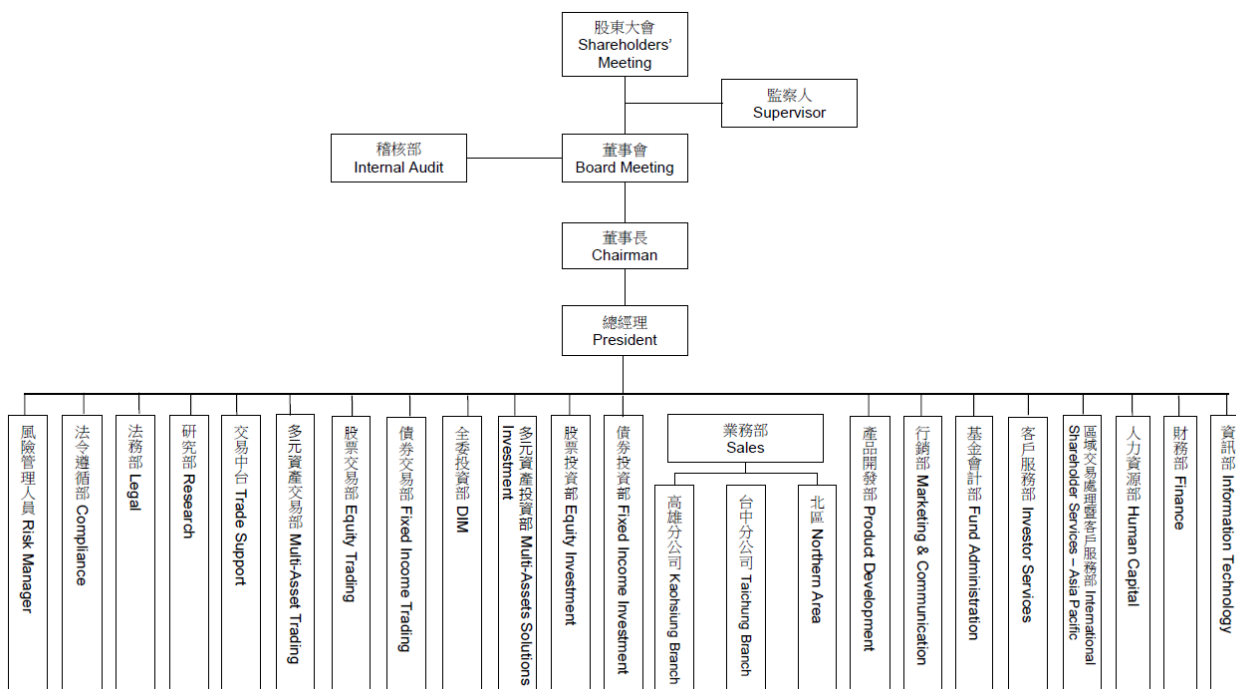 股東大會
Shareholders'
Meeting
監察人
Supervisor
稽核部
Internal Audit
董事會
Board Meeting
董事長
Chairman
總經理
President
風險管理人員 Risk Manager
法令遵循部 Compliance
法務部 Legal
研究部 Research
交易中台 Trade Support
多元資產交易部 Multi-Asset Trading
股票交易部 Equity Trading
債券交易部 Fixed Income Trading
全委投資部 DIM
多元資產投資部 Multi-Assets Solutions
Investment
股票投資部 Equity Investment
債券投資部 Fixed Income Investment
業務部
Sales
高雄分公司 Kaohsiung Branch
台中分公司 Taichung Branch
北區 Northern Area
產品開發部 Product Development
行銷部 Marketing & Communication
基金會計部 Fund Administration
客戶服務部 Investor Services
區域交易處理暨客戶服務部 International
Shareholder Services – Asia Pacific
人力資源部 Human Capital
財務部 Finance
資訊部 Information Technology